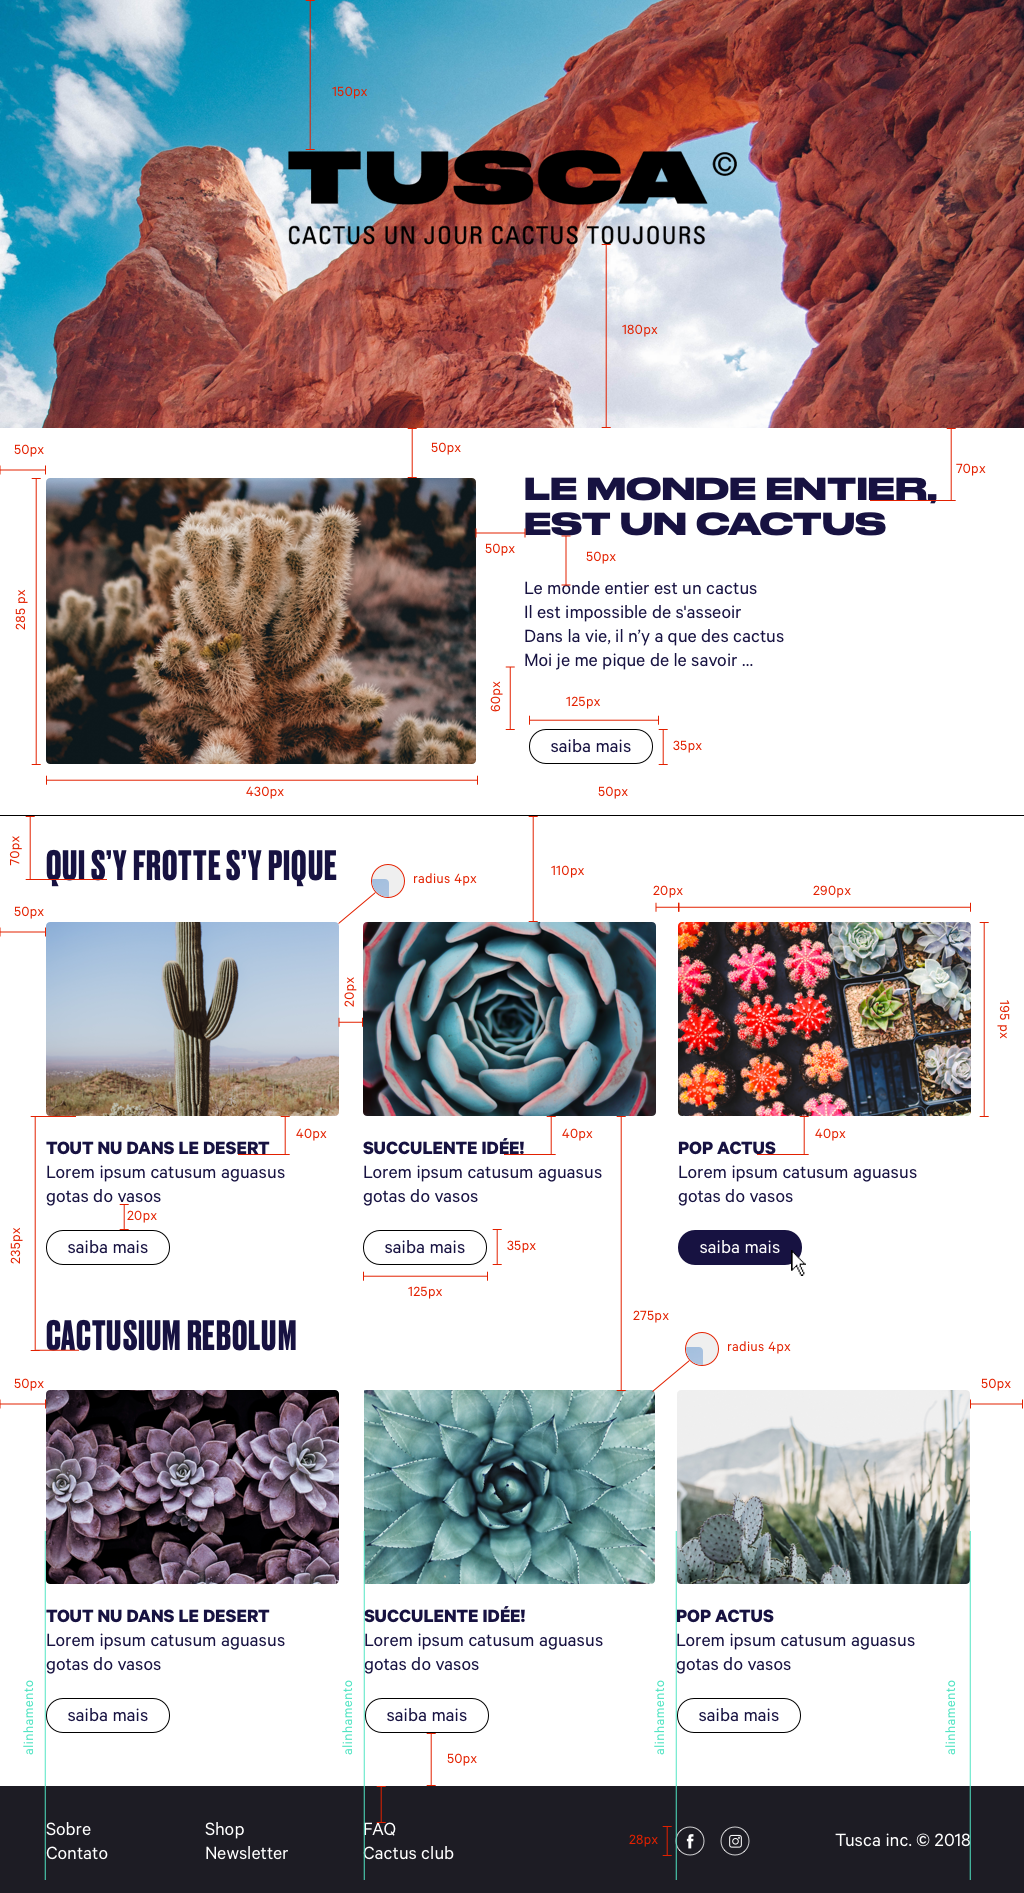 150px
TUSCA©
CACTUS UN JOUR CACTUS TOUJOURS
180px
50px
50px
70px
LE MONDE ENTIER,
EST UN CACTUS
50px
50px
285 px
Le monde entier est un cactus
Il est impossible de s'asseoir
Dans la vie, il n'y a que des cactus
Moi je me pique de le savoir ...
60px
125px
saiba mais
35px
430px
50px
70px
QUI S'Y FROTTE S'Y PIQUE
radius 4px
110px
20px
290px
50px
20px
195 px
40px
40px
40px
TOUT NU DANS LE DESERT
Lorem ipsum catusum aguasus
gotas do vasos
20px
saiba mais
SUCCULENTE IDÉE!
Lorem ipsum catusum aguasus
gotas do vasos
saiba mais
35px
125px
POP ACTUS
Lorem ipsum catusum aguasus
gotas do vasos
saiba mais
235px
275px
CACTUSIUM REBOLUM
radius 4px
50px
50px
TOUT NU DANS LE DESERT
Lorem ipsum catusum aguasus
gotas do vasos
saiba mais
SUCCULENTE IDÉE!
Lorem ipsum catusum aguasus
gotas do vasos
saiba mais
POP ACTUS
Lorem ipsum catusum aguasus
gotas do vasos
saiba mais
alinhamento
alinhamento
alinhamento
alinhamento
50px
Sobre
Contato
Shop
Newsletter
FAQ
Cactus club
28px
f
Tusca inc. © 2018